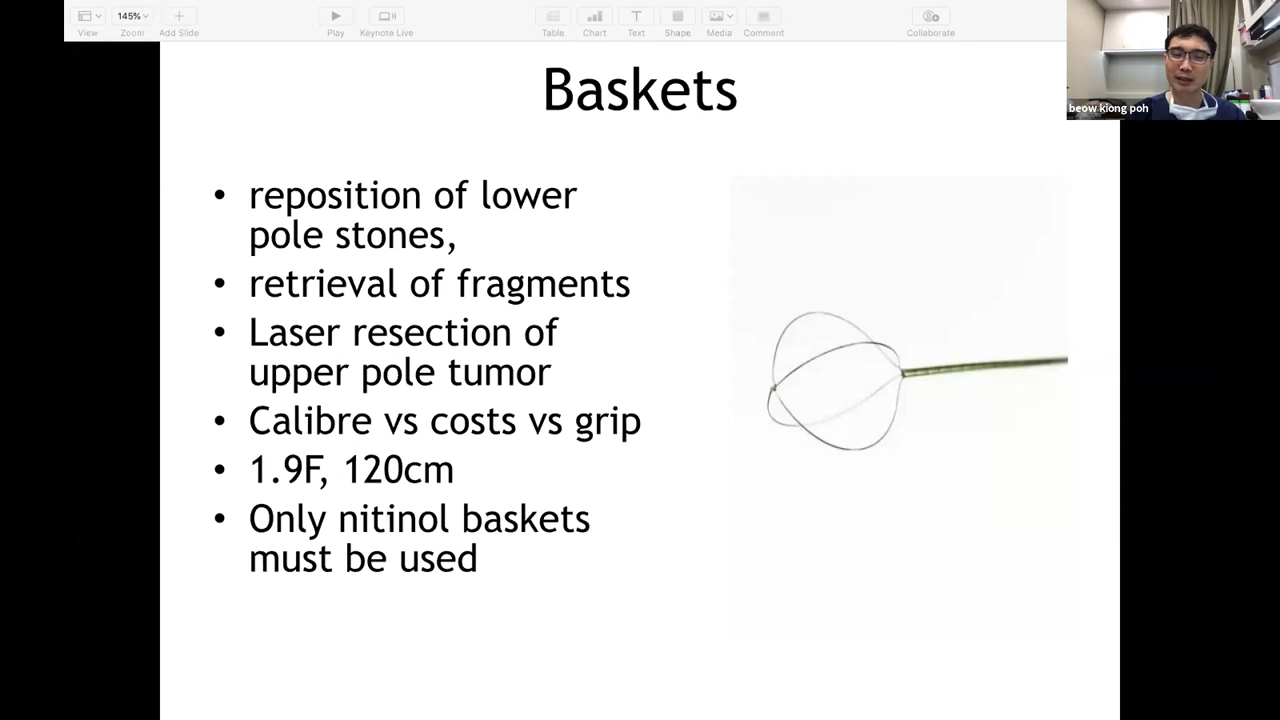 145%
View
Zoom
Add Slide
Play
Keynote Live
Table
Chart
Text
Shape
Media
Comment
Collaborate
beow kiong poh
Baskets
• reposition of lower
pole stones,
• retrieval of fragments
• Laser resection of
upper pole tumor
• Calibre vs costs vs grip
• 1.9F, 120cm
• Only nitinol baskets
must be used